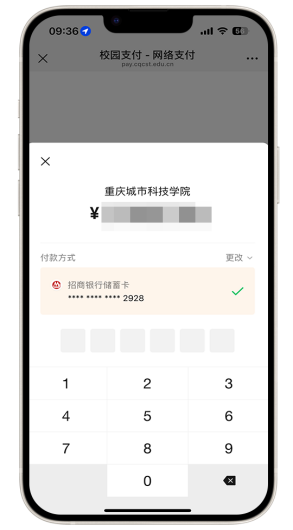 09:36
校园支付 - 网络支付
pay.cqcst.edu.cn
重庆城市科技学院
¥
付款方式
更改
招商银行储蓄卡
**** **** **** 2928
1 2 3
4 5 6
7 8 9
0